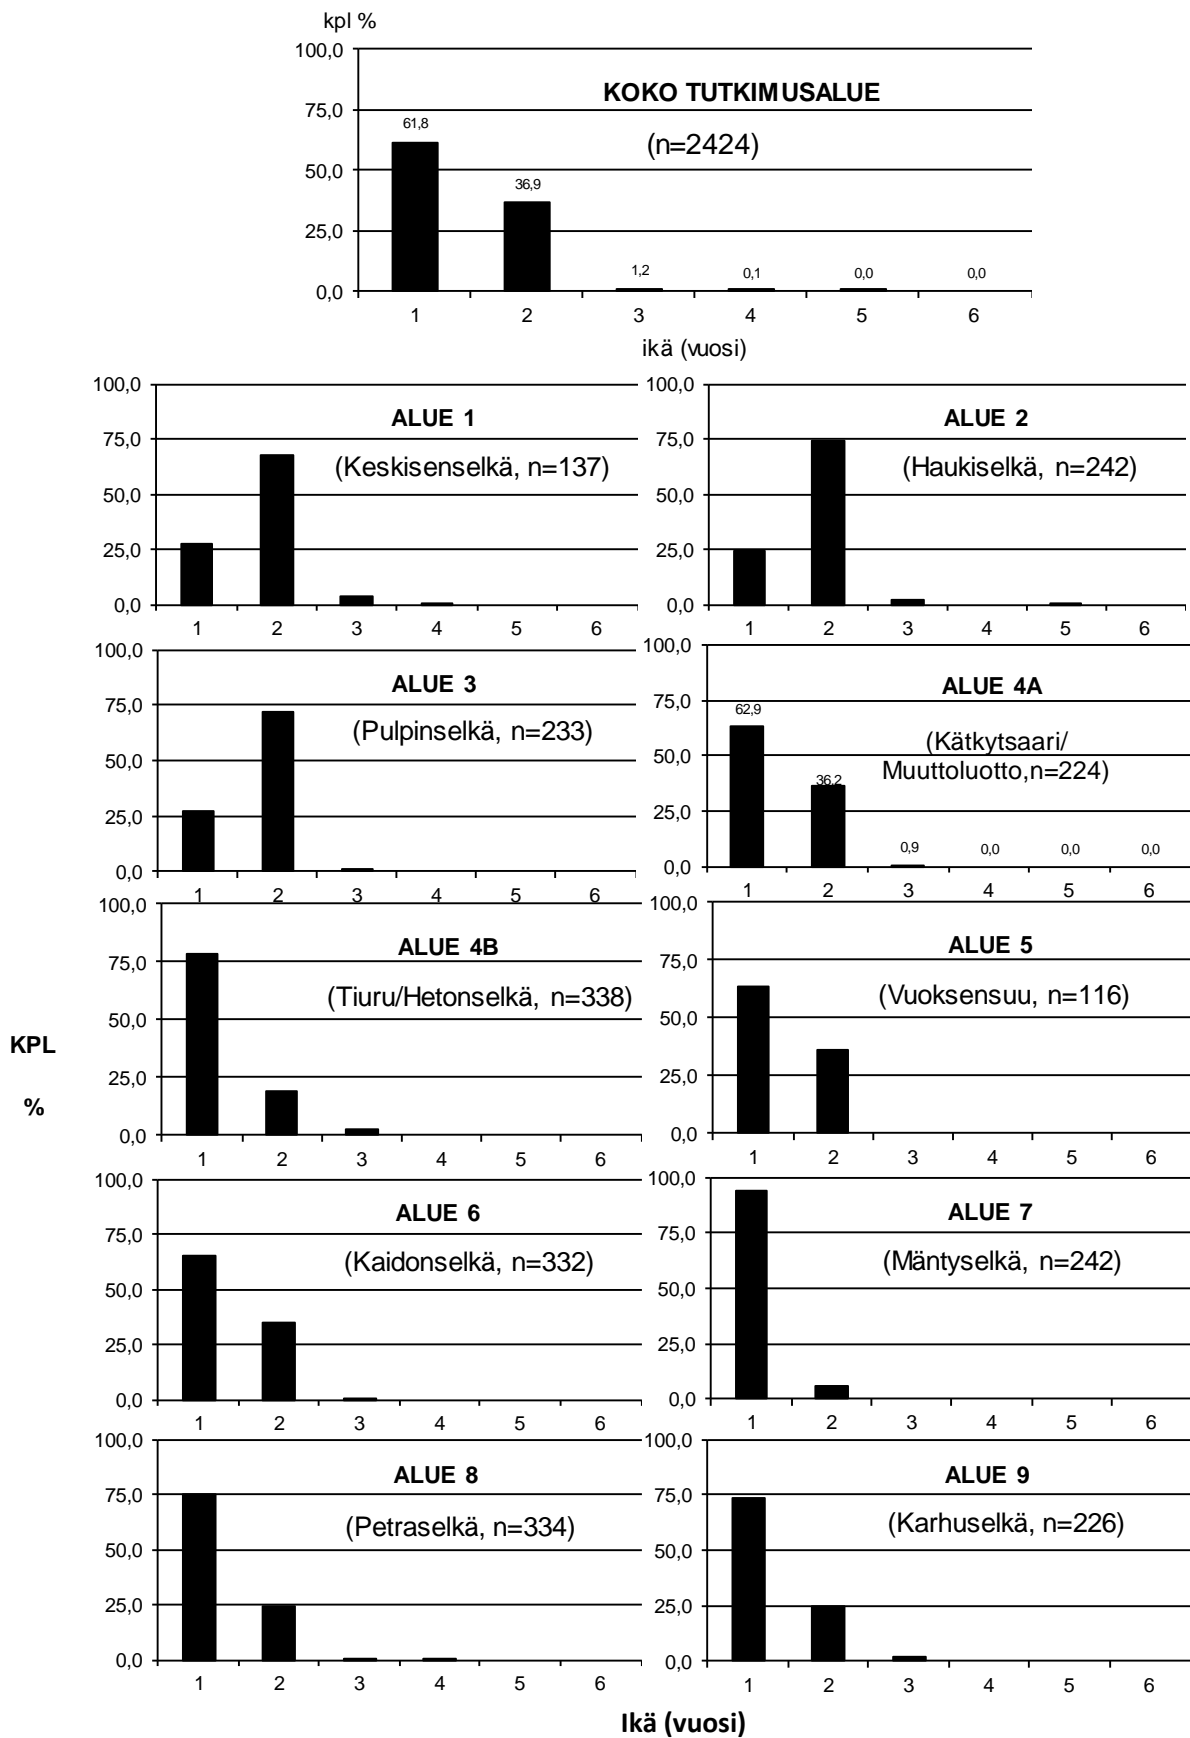 kpl %
100,0
KOKO TUTKIMUSALUE
75,0
61,8
(n=2424)
50,0
36,9
25,0
1,2 0,1 0,0 0,0
0,0
1 2 3 4 5 6
ikä (vuosi)
100,0
ALUE 1
75,0
(Keskisenselkä, n=137)
50,0
25,0
0,0
1 2 3 4 5 6
100,0
ALUE 2
75,0
(Haukiselkä, n=242)
50,0
25,0
0,0
1 2 3 4 5 6
100,0
ALUE 3
75,0
(Pulpinselkä, n=233)
50,0
25,0
0,0
1 2 3 4 5 6
100,0
ALUE 4A
75,0
62,9
(Kätkytsaari/
50,0
Muuttoluotto,n=224)
36,2
25,0
0,9 0,0 0,0 0,0
0,0
1 2 3 4 5 6
100,0
ALUE 4B
75,0
(Tiuru/Hetonselkä, n=338)
50,0
25,0
0,0
1 2 3 4 5 6
KPL
%
100,0
ALUE 5
75,0
(Vuoksensuu, n=116)
50,0
25,0
0,0
1 2 3 4 5 6
100,0
ALUE 6
75,0
(Kaidonselkä, n=332)
50,0
25,0
0,0
1 2 3 4 5 6
100,0
ALUE 7
75,0
(Mäntyselkä, n=242)
50,0
25,0
0,0
1 2 3 4 5 6
100,0
ALUE 8
75,0
(Petraselkä, n=334)
50,0
25,0
0,0
1 2 3 4 5 6
100,0
ALUE 9
75,0
(Karhuselkä, n=226)
50,0
25,0
0,0
1 2 3 4 5 6
Ikä (vuosi)